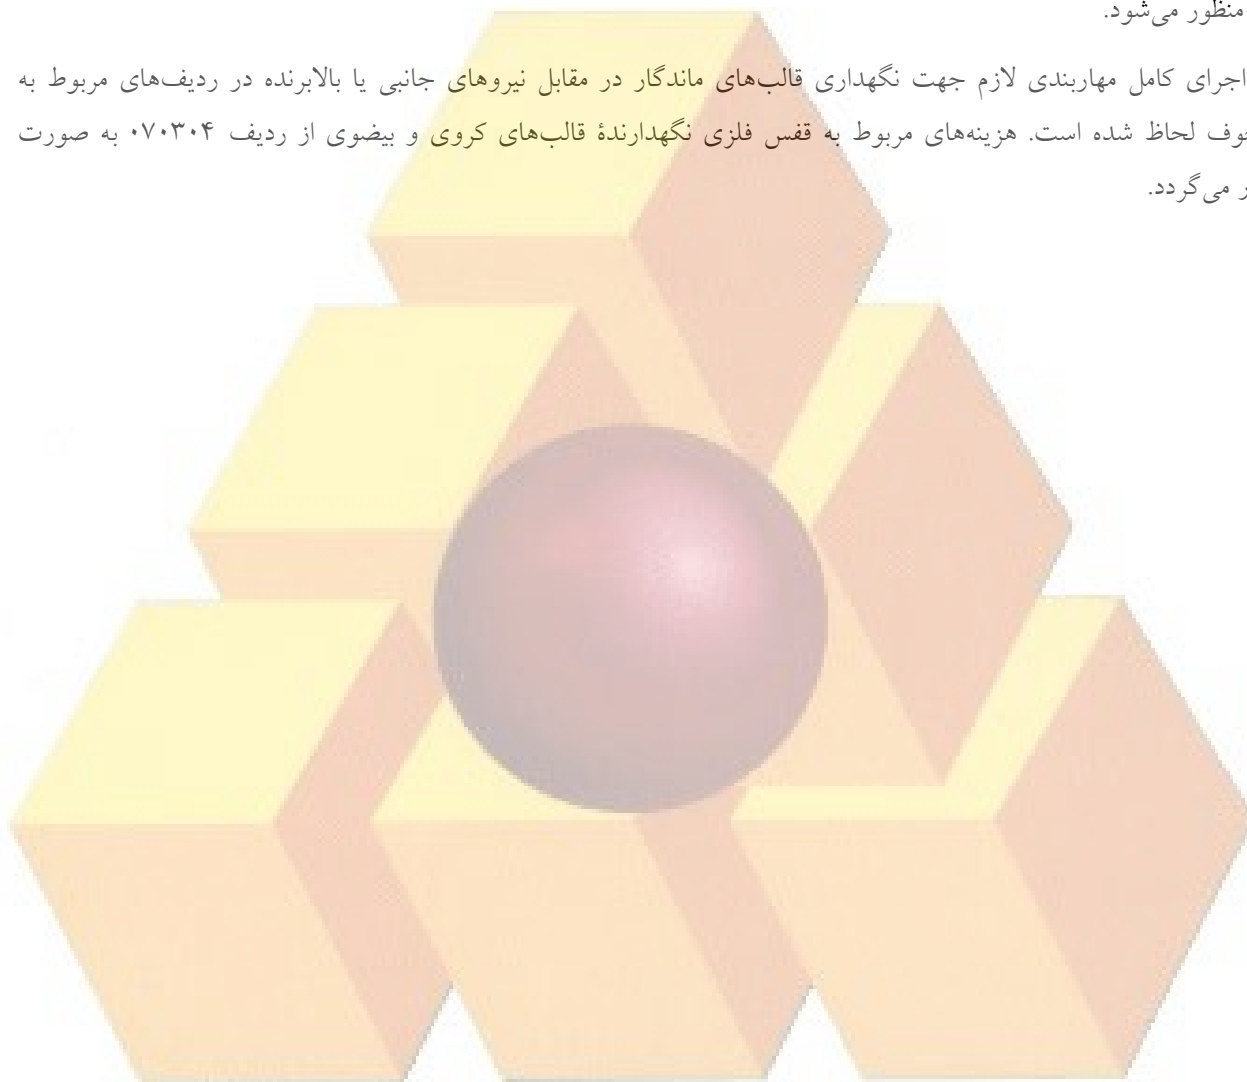 منظور می‌شود.
اجرای کامل مهاربندی لازم جهت نگهداری قالب‌های ماندگار در مقابل نیروهای جانبی یا بالابرنده در ردیف‌های مربوط به
لحاظ شده است. هزینه‌های مربوط به قفس فلزی نگهدارندهٔ قالب‌های کروی و بیضوی از ردیف ۰۷۰۳۰۴ به صورت
می‌گردد.